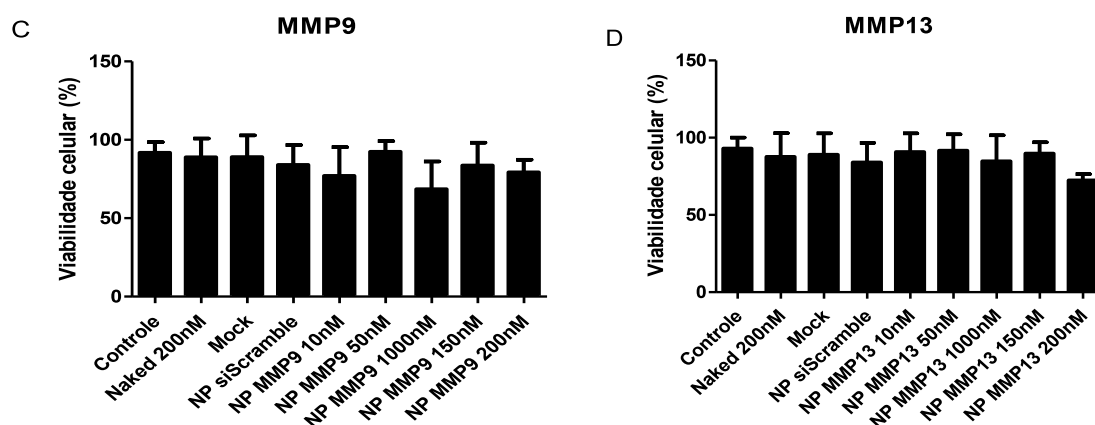 C
MMP9
Viabilidade celular (%)
150
100
50
0
Controle
Naked 200nM
Mock
NP siScramble
NP MMP9 10nM
NP MMP9 50nM
NP MMP9 1000nM
NP MMP9 150nM
NP MMP9 200nM
D
MMP13
Viabilidade celular (%)
150
100
50
0
Controle
Naked 200nM
Mock
NP siScramble
NP MMP13 10nM
NP MMP13 50nM
NP MMP13 1000nM
NP MMP13 150nM
NP MMP13 200nM